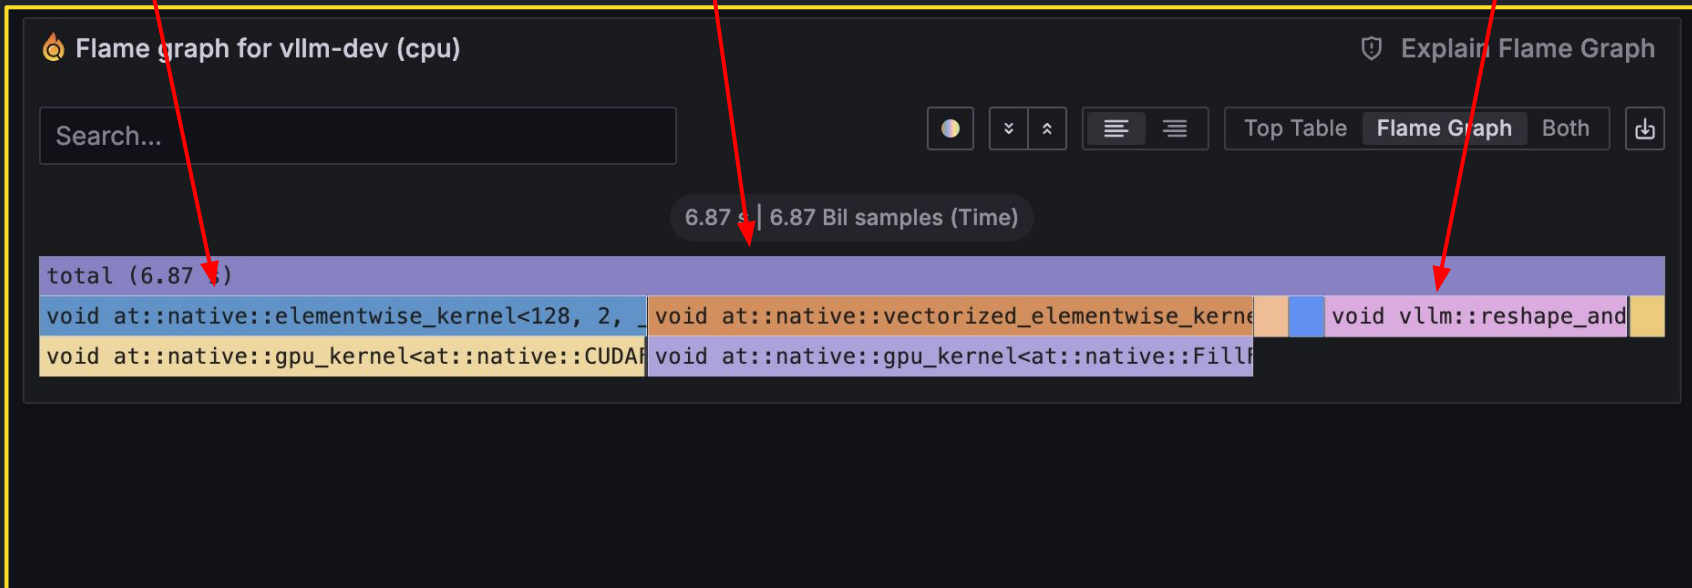 Flame graph for vllm-dev (cpu)
Explain Flame Graph
Search...
Top Table
Flame Graph
Both
6.87 s | 6.87 Bil samples (Time)
total (6.87 s)
void at::native::elementwise_kernel<128, 2, _
void at::native::vectorized_elementwise_kerne
void vllm::reshape_and
void at::native::gpu_kernel<at::native::CUDAF
void at::native::gpu_kernel<at::native::FillF